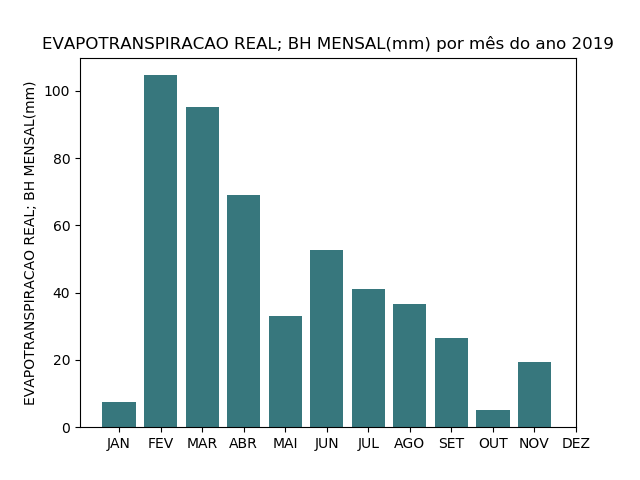 EVAPOTRANSPIRACAO REAL; BH MENSAL(mm) por mês do ano 2019
EVAPOTRANSPIRACAO REAL; BH MENSAL(mm)
100
80
60
40
20
0
JAN FEV MAR ABR MAI JUN JUL AGO SET OUT NOV DEZ